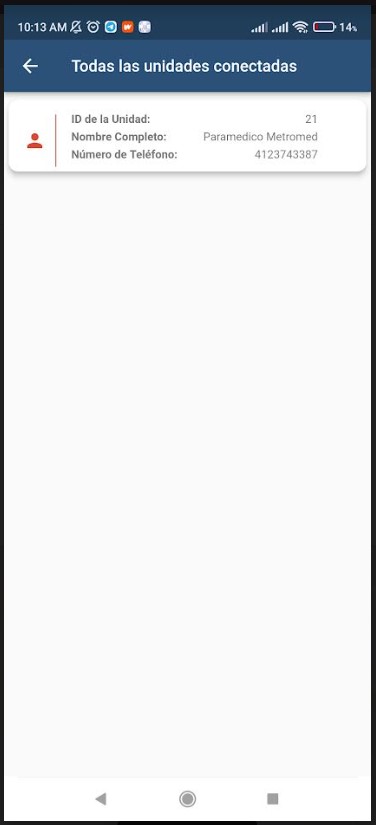 10:13 AM 14%
Todas las unidades conectadas
ID de la Unidad: 21
Nombre Completo: Paramedico Metromed
Número de Teléfono: 4123743387